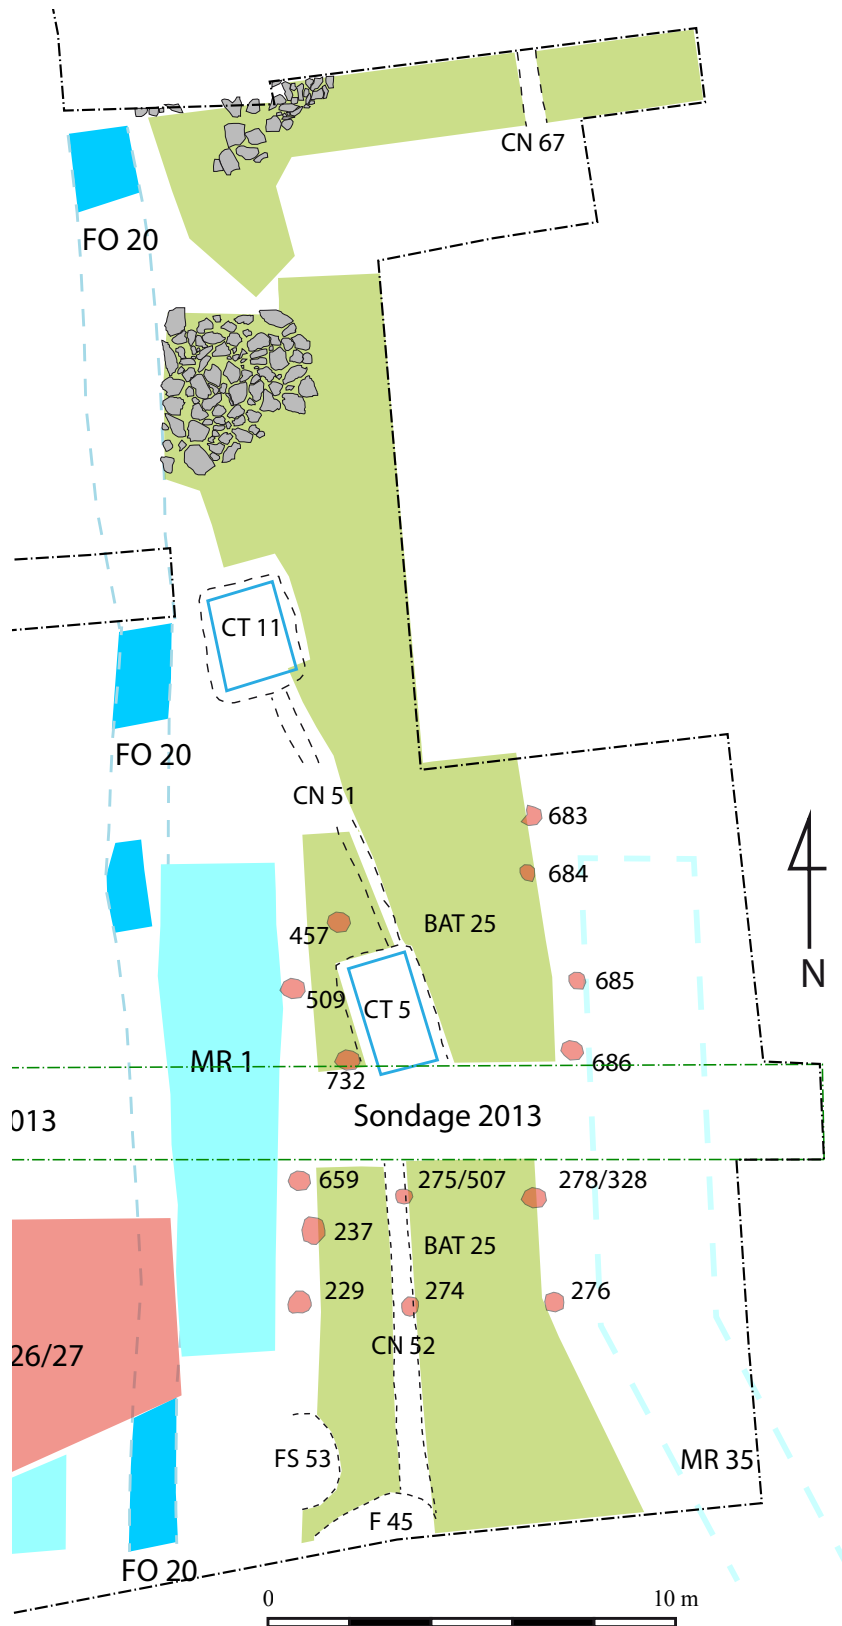 CN 67
FO 20
CT 11
FO 20
CN 51
683
684
457
BAT 25
685
509
CT 5
MR 1
686
732
013
Sondage 2013
659
275/507
278/328
237
BAT 25
229
274
276
CN 52
26/27
FS 53
MR 35
F 45
FO 20
N
0
10 m